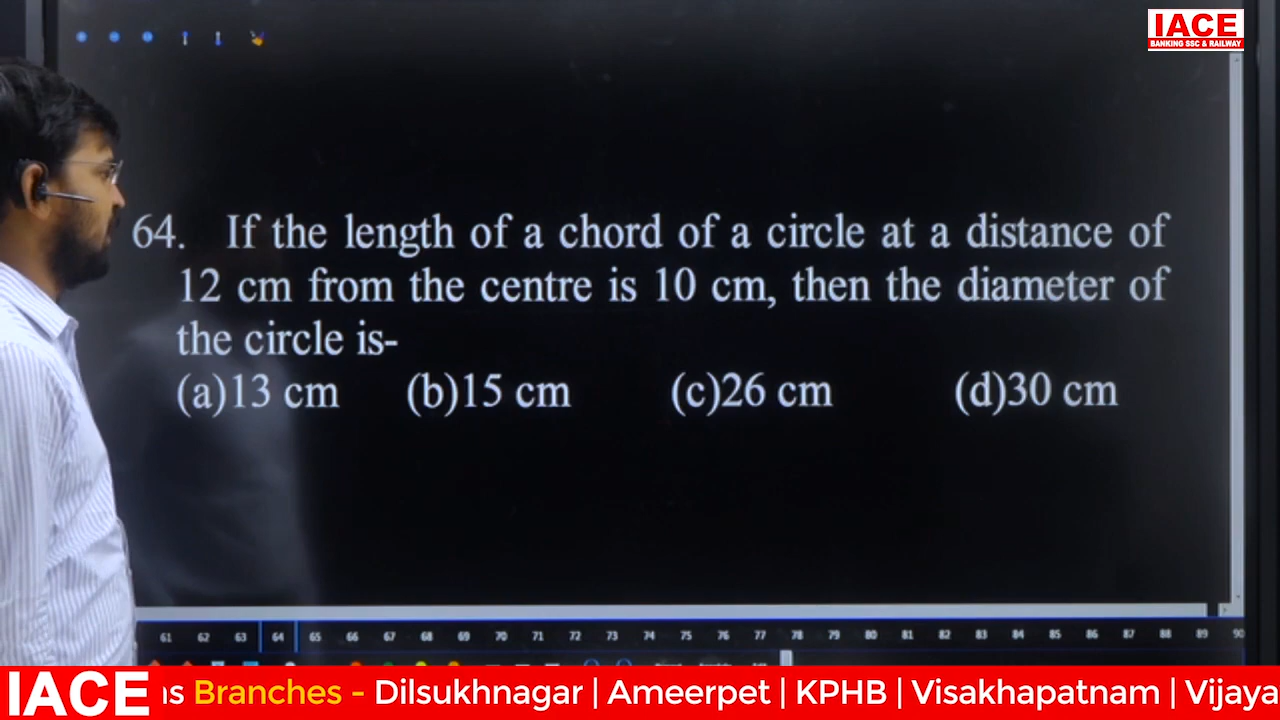 IACE
BANKING SSC & RAILWAY
64. If the length of a chord of a circle at a distance of
12 cm from the centre is 10 cm, then the diameter of
the circle is-
(a)13 cm (b)15 cm (c)26 cm (d)30 cm
61 62 63 64 65 66 67 68 69 70 71 72 73 74 75 76 77 78 79 80 81 82 83 84 85 86 87 88 89 90
IACE ns Branches - Dilsukhnagar | Ameerpet | KPHB | Visakhapatnam | Vijaya